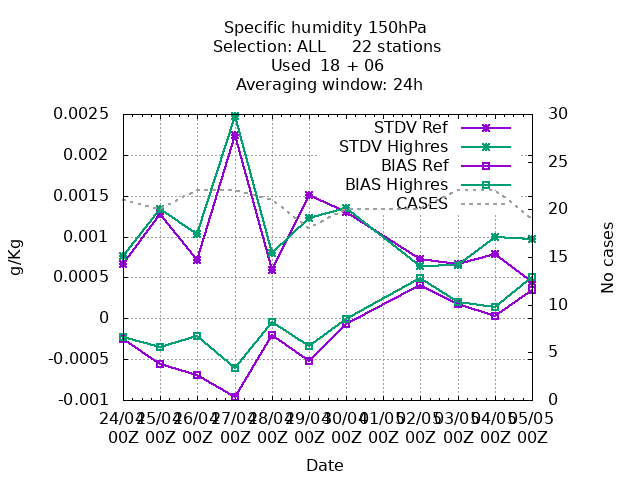 Specific humidity 150hPa
Selection: ALL 22 stations
Used 18 + 06
Averaging window: 24h
STDV Ref
STDV Highres
BIAS Ref
BIAS Highres
CASES
g/Kg
0.0025
0.002
0.0015
0.001
0.0005
0
-0.0005
-0.001
30
25
20
15
10
5
0
No cases
24/04 25/04 26/04 27/04 28/04 29/04 30/04 01/05 02/05 03/05 04/05 05/05
00Z 00Z 00Z 00Z 00Z 00Z 00Z 00Z 00Z 00Z 00Z 00Z
Date